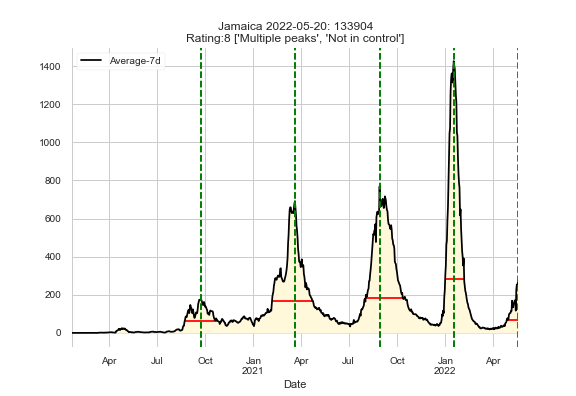 Jamaica 2022-05-20: 133904
Rating:8 ['Multiple peaks', 'Not in control']
Average-7d
1400
1200
1000
800
600
400
200
0
Apr Jul Oct Jan Apr Jul Oct Jan Apr
2021 2022
Date